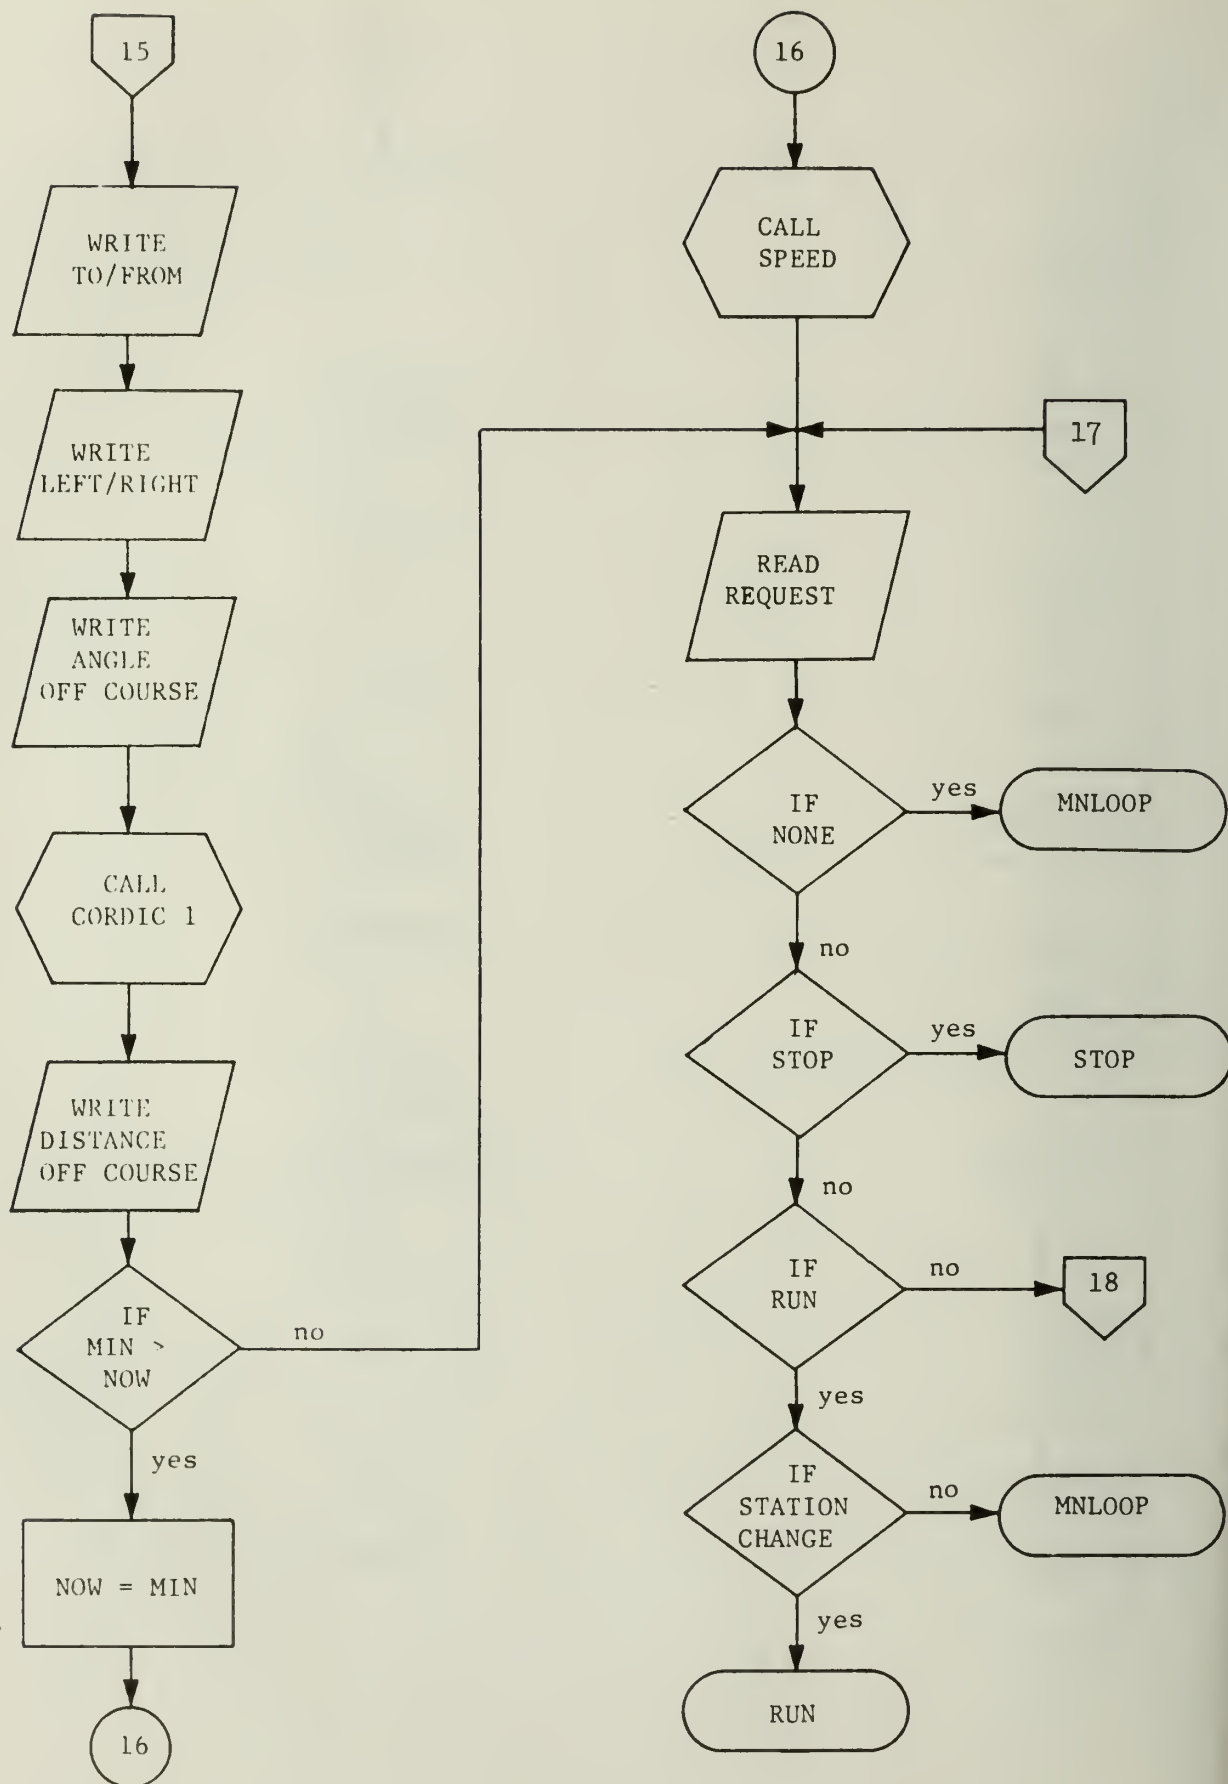 15
WRITE
TO/FROM
WRITE
LEFT/RIGHT
WRITE
ANGLE
OFF COURSE
CALL
CORDIC 1
WRITE
DISTANCE
OFF COURSE
IF
MIN >
NOW
no
yes
NOW = MIN
16
16
CALL
SPEED
17
READ
REQUEST
IF
NONE
yes
MNLOOP
no
IF
STOP
yes
STOP
no
IF
RUN
no
18
yes
IF
STATION
CHANGE
no
MNLOOP
yes
RUN